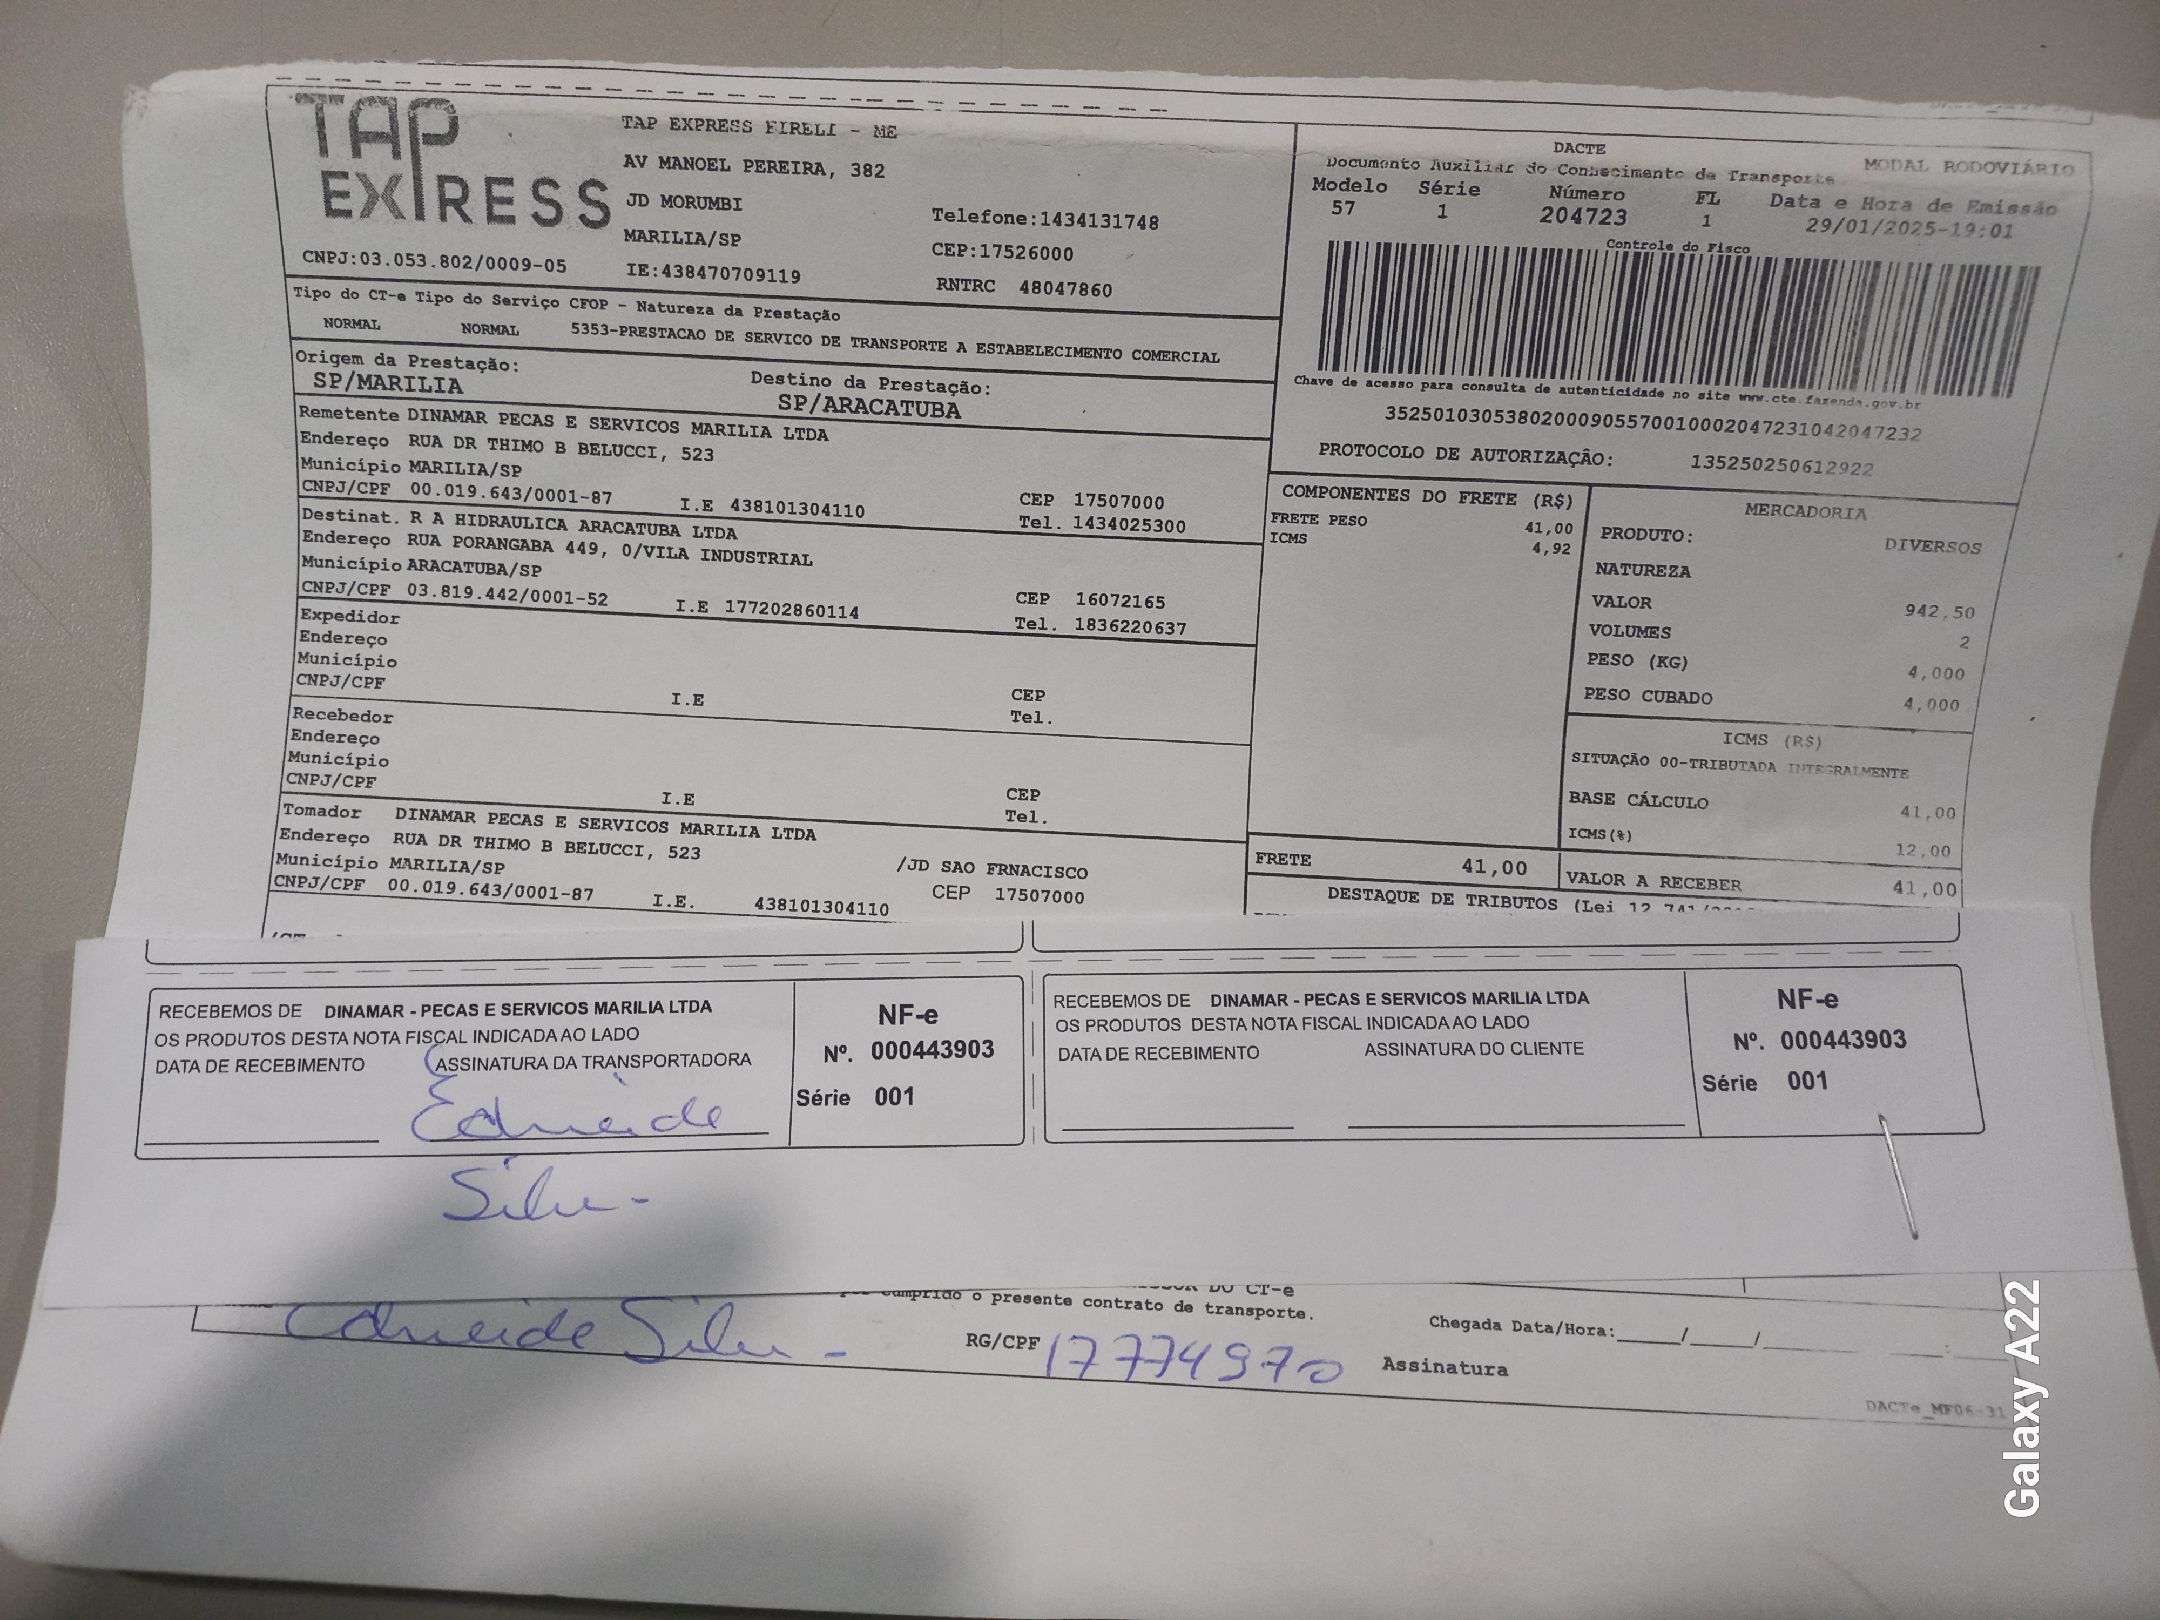 TAP
EXPRESS
TAP EXPRESS EIRELI - ME
AV MANOEL PEREIRA, 382
JD MORUMBI
MARILIA/SP
Telefone:1434131748
CEP:17526000
CNPJ:03.053.802/0009-05 IE:438470709119 RNTRC 48047860
DACTE
Documento Auxiliar do Conhecimento de Transporte
MODAL RODOVIÁRIO
Modelo Série Número FL Data e Hora de Emissão
57 1 204723 1 29/01/2025-19:01
Controle do Fisco
Chave de acesso para consulta de autenticidade no site www.cte.fazenda.gov.br
35250103053802000905570010002047231042047232
PROTOCOLO DE AUTORIZAÇÃO: 135250250612922
Tipo do CT-e Tipo do Serviço CFOP - Natureza da Prestação
NORMAL NORMAL 5353-PRESTACAO DE SERVICO DE TRANSPORTE A ESTABELECIMENTO COMERCIAL
Origem da Prestação: Destino da Prestação:
SP/MARILIA SP/ARACATUBA
Remetente DINAMAR PECAS E SERVICOS MARILIA LTDA
Endereço RUA DR THIMO B BELUCCI, 523
Município MARILIA/SP CEP 17507000
CNPJ/CPF 00.019.643/0001-87 I.E 438101304110 Tel. 1434025300
Destinat. R A HIDRAULICA ARACATUBA LTDA
Endereço RUA PORANGABA 449, 0/VILA INDUSTRIAL
Município ARACATUBA/SP CEP 16072165
CNPJ/CPF 03.819.442/0001-52 I.E 177202860114 Tel. 1836220637
Expedidor
Endereço
Município CEP
CNPJ/CPF I.E Tel.
Recebedor
Endereço
Município CEP
CNPJ/CPF I.E Tel.
Tomador DINAMAR PECAS E SERVICOS MARILIA LTDA
Endereço RUA DR THIMO B BELUCCI, 523 /JD SAO FRNACISCO
Município MARILIA/SP CEP 17507000
CNPJ/CPF 00.019.643/0001-87 I.E. 438101304110
COMPONENTES DO FRETE (R$)
FRETE PESO 41,00
ICMS 4,92
MERCADORIA
PRODUTO: DIVERSOS
NATUREZA
VALOR 942,50
VOLUMES 2
PESO (KG) 4,000
PESO CUBADO 4,000
ICMS (R$)
SITUAÇÃO 00-TRIBUTADA INTEGRALMENTE
BASE CÁLCULO 41,00
ICMS(%) 12,00
FRETE 41,00 VALOR A RECEBER 41,00
DESTAQUE DE TRIBUTOS (Lei
RECEBEMOS DE DINAMAR - PECAS E SERVICOS MARILIA LTDA
OS PRODUTOS DESTA NOTA FISCAL INDICADA AO LADO
DATA DE RECEBIMENTO ASSINATURA DA TRANSPORTADORA
NF-e
Nº. 000443903
Série 001
Edneide
Silva
RECEBEMOS DE DINAMAR - PECAS E SERVICOS MARILIA LTDA
OS PRODUTOS DESTA NOTA FISCAL INDICADA AO LADO
DATA DE RECEBIMENTO ASSINATURA DO CLIENTE
NF-e
Nº. 000443903
Série 001
DO CT-e
cumprido o presente contrato de transporte.
Edneide Silva - RG/CPF 17774970
Chegada Data/Hora:_____/_____/
Assinatura
DACTe_MF06-31
Galaxy A22